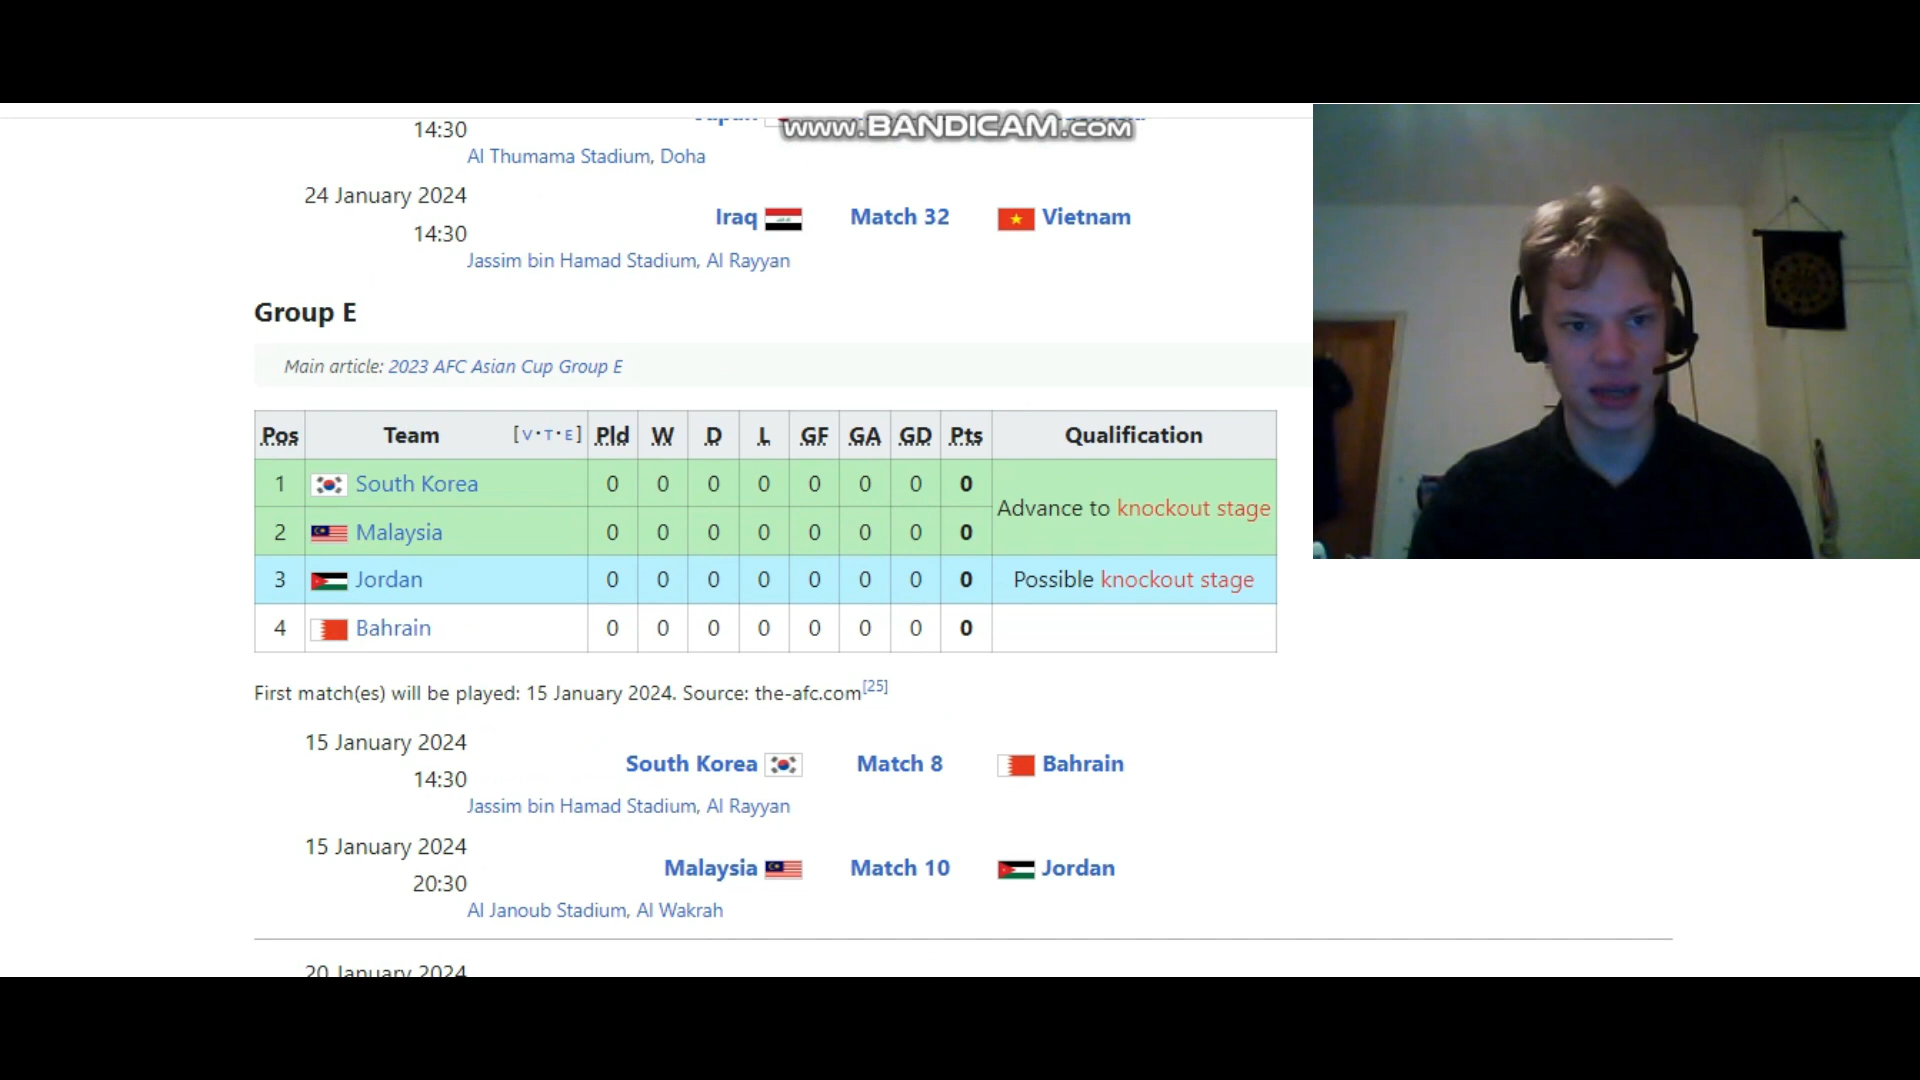 www.BANDICAM.com
14:30
Al Thumama Stadium, Doha
24 January 2024
14:30
Iraq Match 32 Vietnam
Jassim bin Hamad Stadium, Al Rayyan
Group E
Main article: 2023 AFC Asian Cup Group E
Pos Team [V·T·E] Pld W D L GF GA GD Pts Qualification
1 South Korea 0 0 0 0 0 0 0 0 Advance to knockout stage
2 Malaysia 0 0 0 0 0 0 0 0
3 Jordan 0 0 0 0 0 0 0 0 Possible knockout stage
4 Bahrain 0 0 0 0 0 0 0 0
First match(es) will be played: 15 January 2024. Source: the-afc.com[25]
15 January 2024
14:30
South Korea Match 8 Bahrain
Jassim bin Hamad Stadium, Al Rayyan
15 January 2024
20:30
Malaysia Match 10 Jordan
Al Janoub Stadium, Al Wakrah
20 January 2024